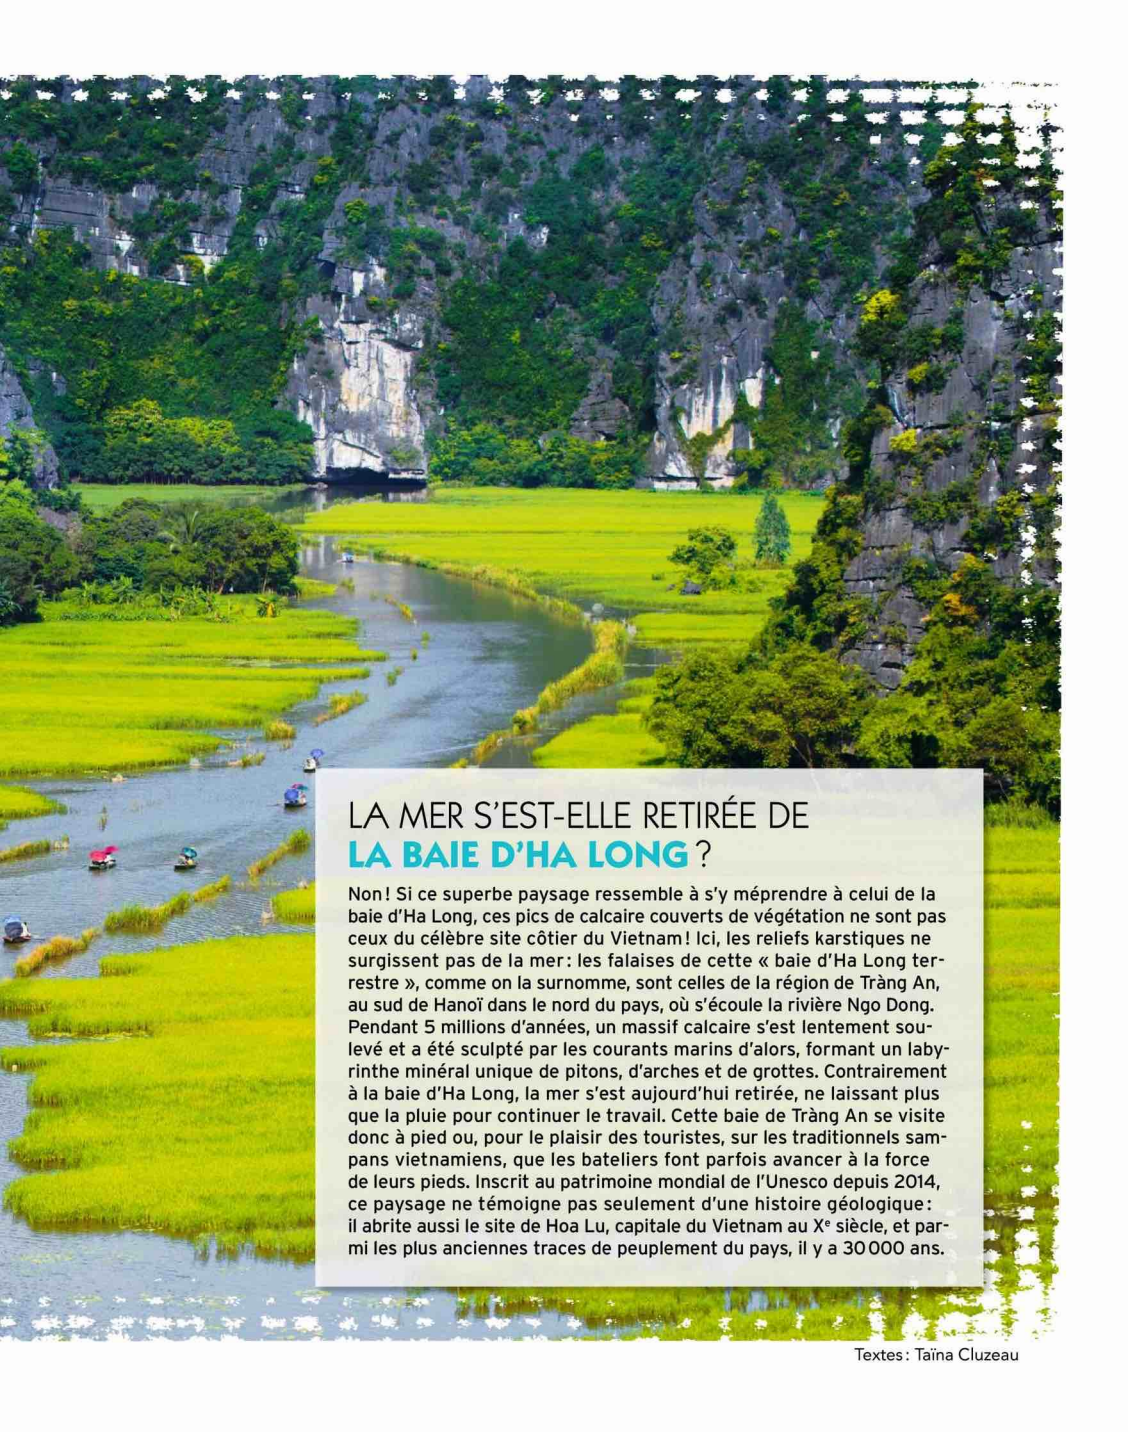 LA MER S’EST-ELLE RETIRÉE DE
LA BAIE D’HA LONG ?
Non ! Si ce superbe paysage ressemble à s’y méprendre à celui de la
baie d’Ha Long, ces pics de calcaire couverts de végétation ne sont pas
ceux du célèbre site côtier du Vietnam ! Ici, les reliefs karstiques ne
surgissent pas de la mer : les falaises de cette « baie d’Ha Long ter-
restre », comme on la surnomme, sont celles de la région de Tràng An,
au sud de Hanoï dans le nord du pays, où s’écoule la rivière Ngo Dong.
Pendant 5 millions d’années, un massif calcaire s’est lentement sou-
levé et a été sculpté par les courants marins d’alors, formant un laby-
rinthe minéral unique de pitons, d’arches et de grottes. Contrairement
à la baie d’Ha Long, la mer s’est aujourd’hui retirée, ne laissant plus
que la pluie pour continuer le travail. Cette baie de Tràng An se visite
donc à pied ou, pour le plaisir des touristes, sur les traditionnels sam-
pans vietnamiens, que les bateliers font parfois avancer à la force
de leurs pieds. Inscrit au patrimoine mondial de l’Unesco depuis 2014,
ce paysage ne témoigne pas seulement d’une histoire géologique :
il abrite aussi le site de Hoa Lu, capitale du Vietnam au Xe siècle, et par-
mi les plus anciennes traces de peuplement du pays, il y a 30 000 ans.
Textes : Taïna Cluzeau